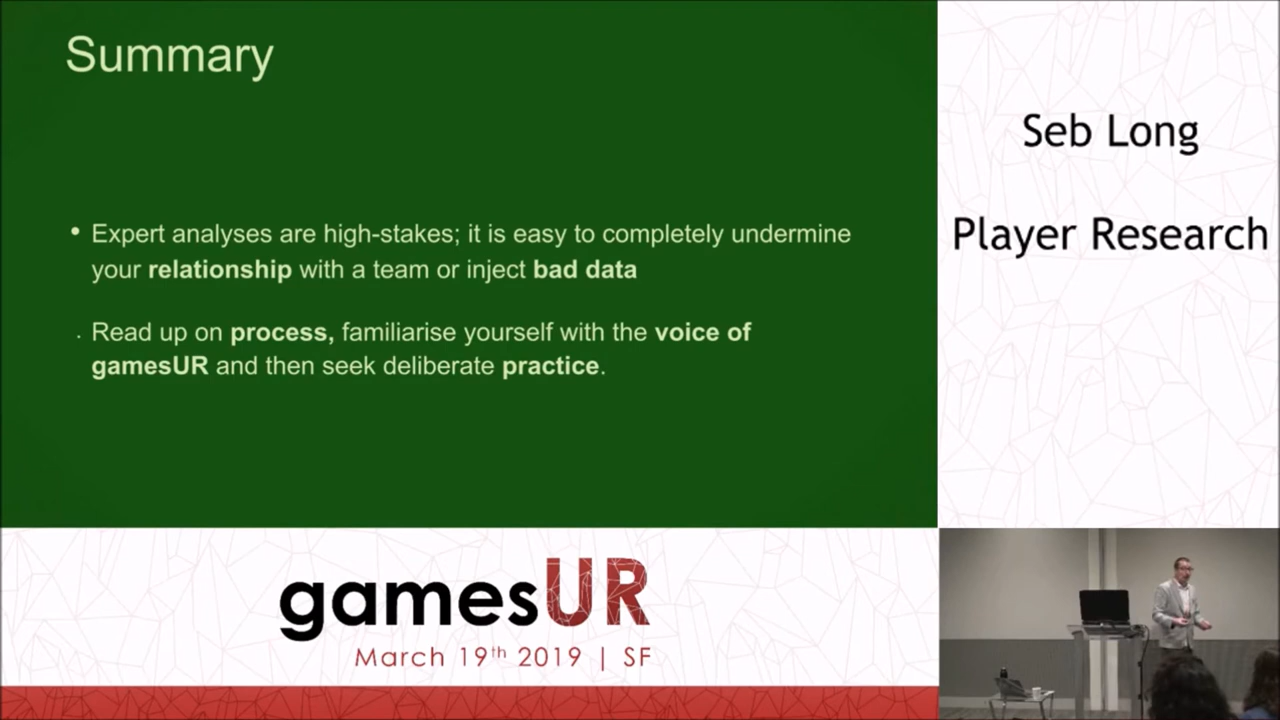 Summary
• Expert analyses are high-stakes; it is easy to completely undermine
your relationship with a team or inject bad data
· Read up on process, familiarise yourself with the voice of
gamesUR and then seek deliberate practice.
Seb Long
Player Research
gamesUR
March 19th 2019 | SF